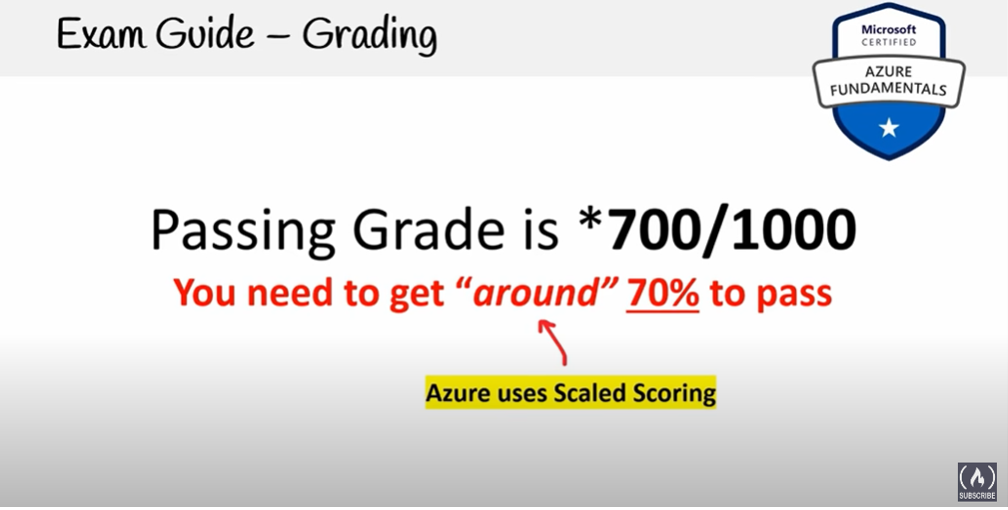 Exam Guide – Grading
Microsoft
CERTIFIED
AZURE
FUNDAMENTALS
Passing Grade is *700/1000
You need to get “around” 70% to pass
Azure uses Scaled Scoring
SUBSCRIBE